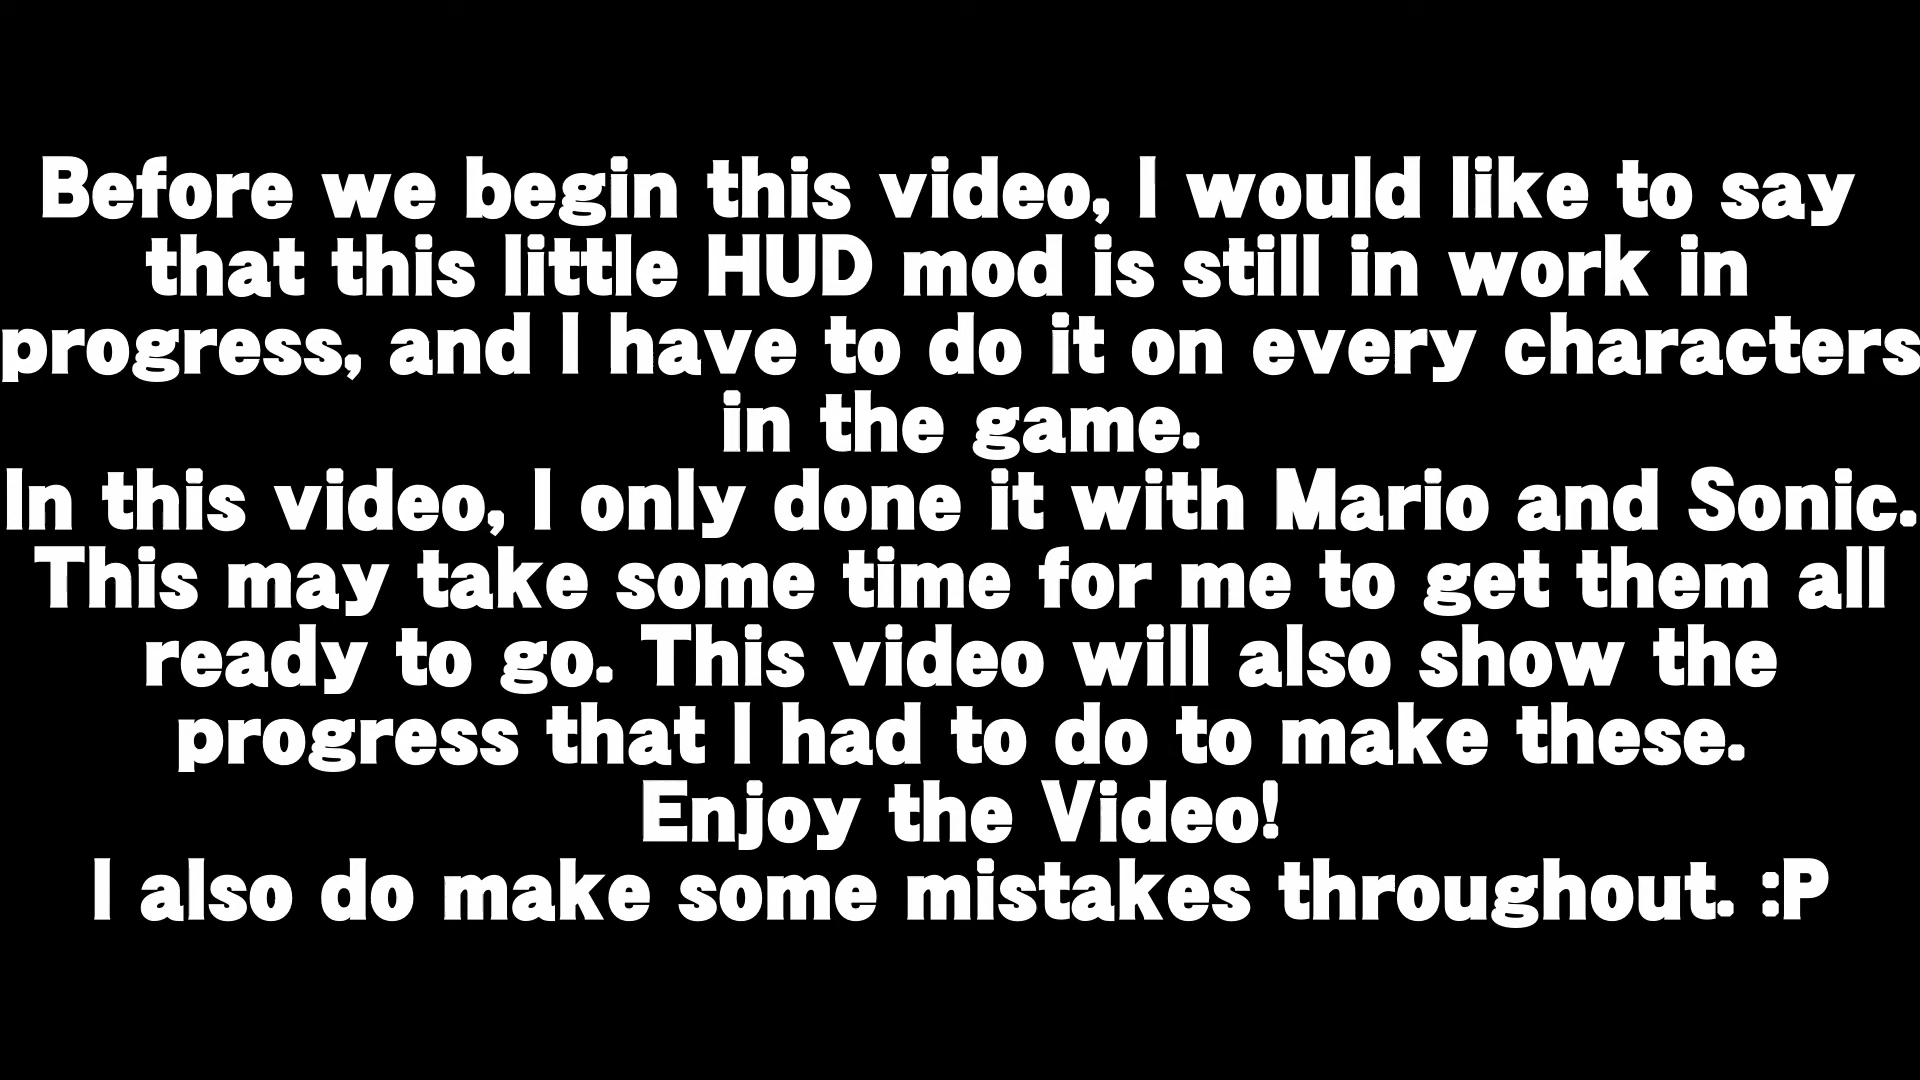 Before we begin this video, I would like to say
that this little HUD mod is still in work in
progress, and I have to do it on every characters
in the game.
In this video, I only done it with Mario and Sonic.
This may take some time for me to get them all
ready to go. This video will also show the
progress that I had to do to make these.
Enjoy the Video!
I also do make some mistakes throughout. :P